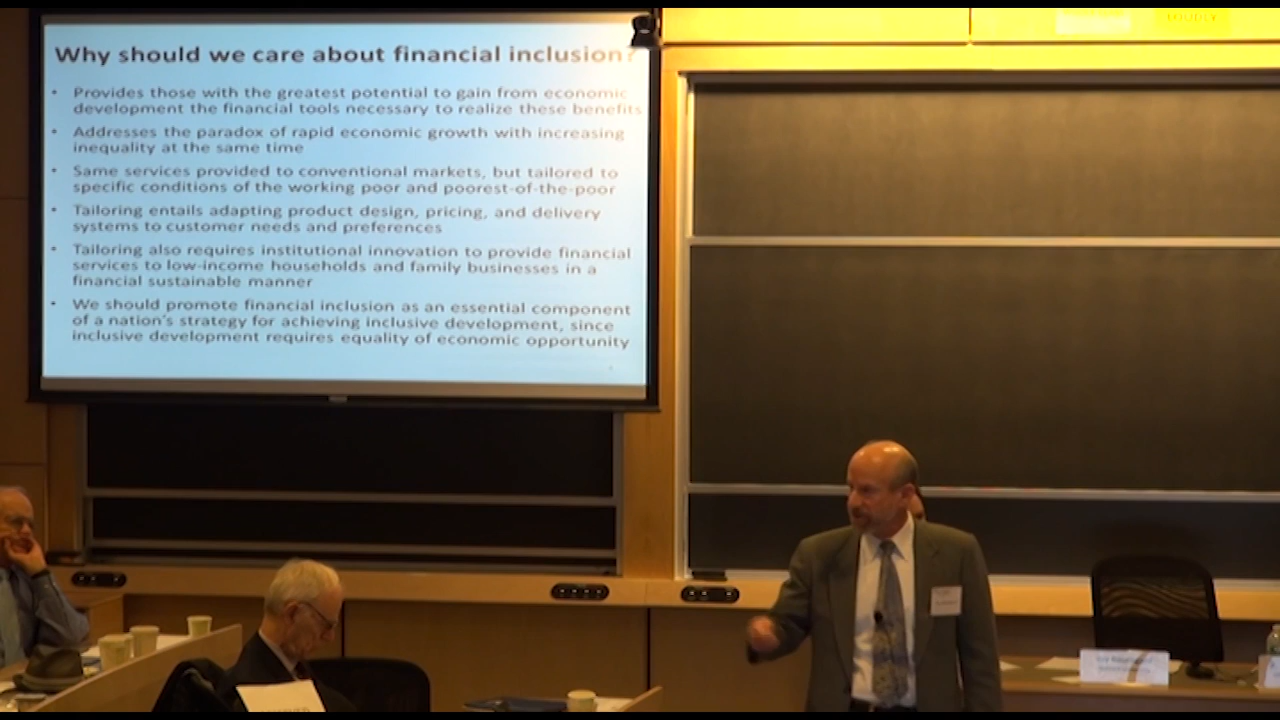 Why should we care about financial inclusion?
• Provides those with the greatest potential to gain from economic
development the financial tools necessary to realize these benefits
• Addresses the paradox of rapid economic growth with increasing
inequality at the same time
• Same services provided to conventional markets, but tailored to
specific conditions of the working poor and poorest-of-the-poor
• Tailoring entails adapting product design, pricing, and delivery
systems to customer needs and preferences
• Tailoring also requires institutional innovation to provide financial
services to low-income households and family businesses in a
financial sustainable manner
• We should promote financial inclusion as an essential component
of a nation's strategy for achieving inclusive development, since
inclusive development requires equality of economic opportunity